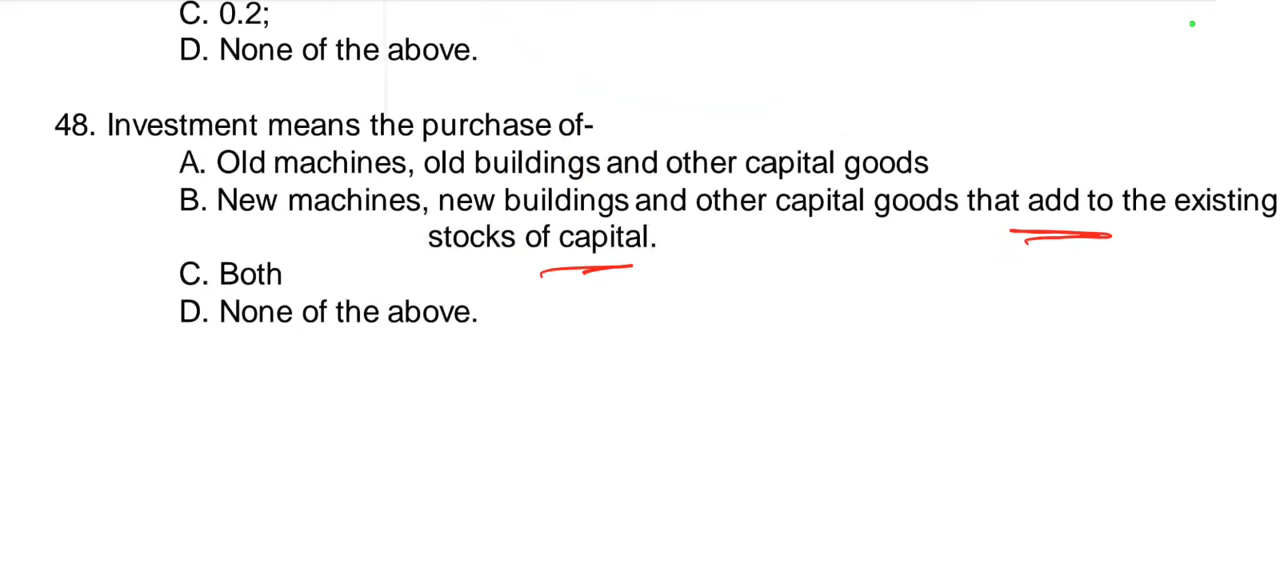 C. 0.2;
D. None of the above.
48. Investment means the purchase of-
A. Old machines, old buildings and other capital goods
B. New machines, new buildings and other capital goods that add to the existing
stocks of capital.
C. Both
D. None of the above.